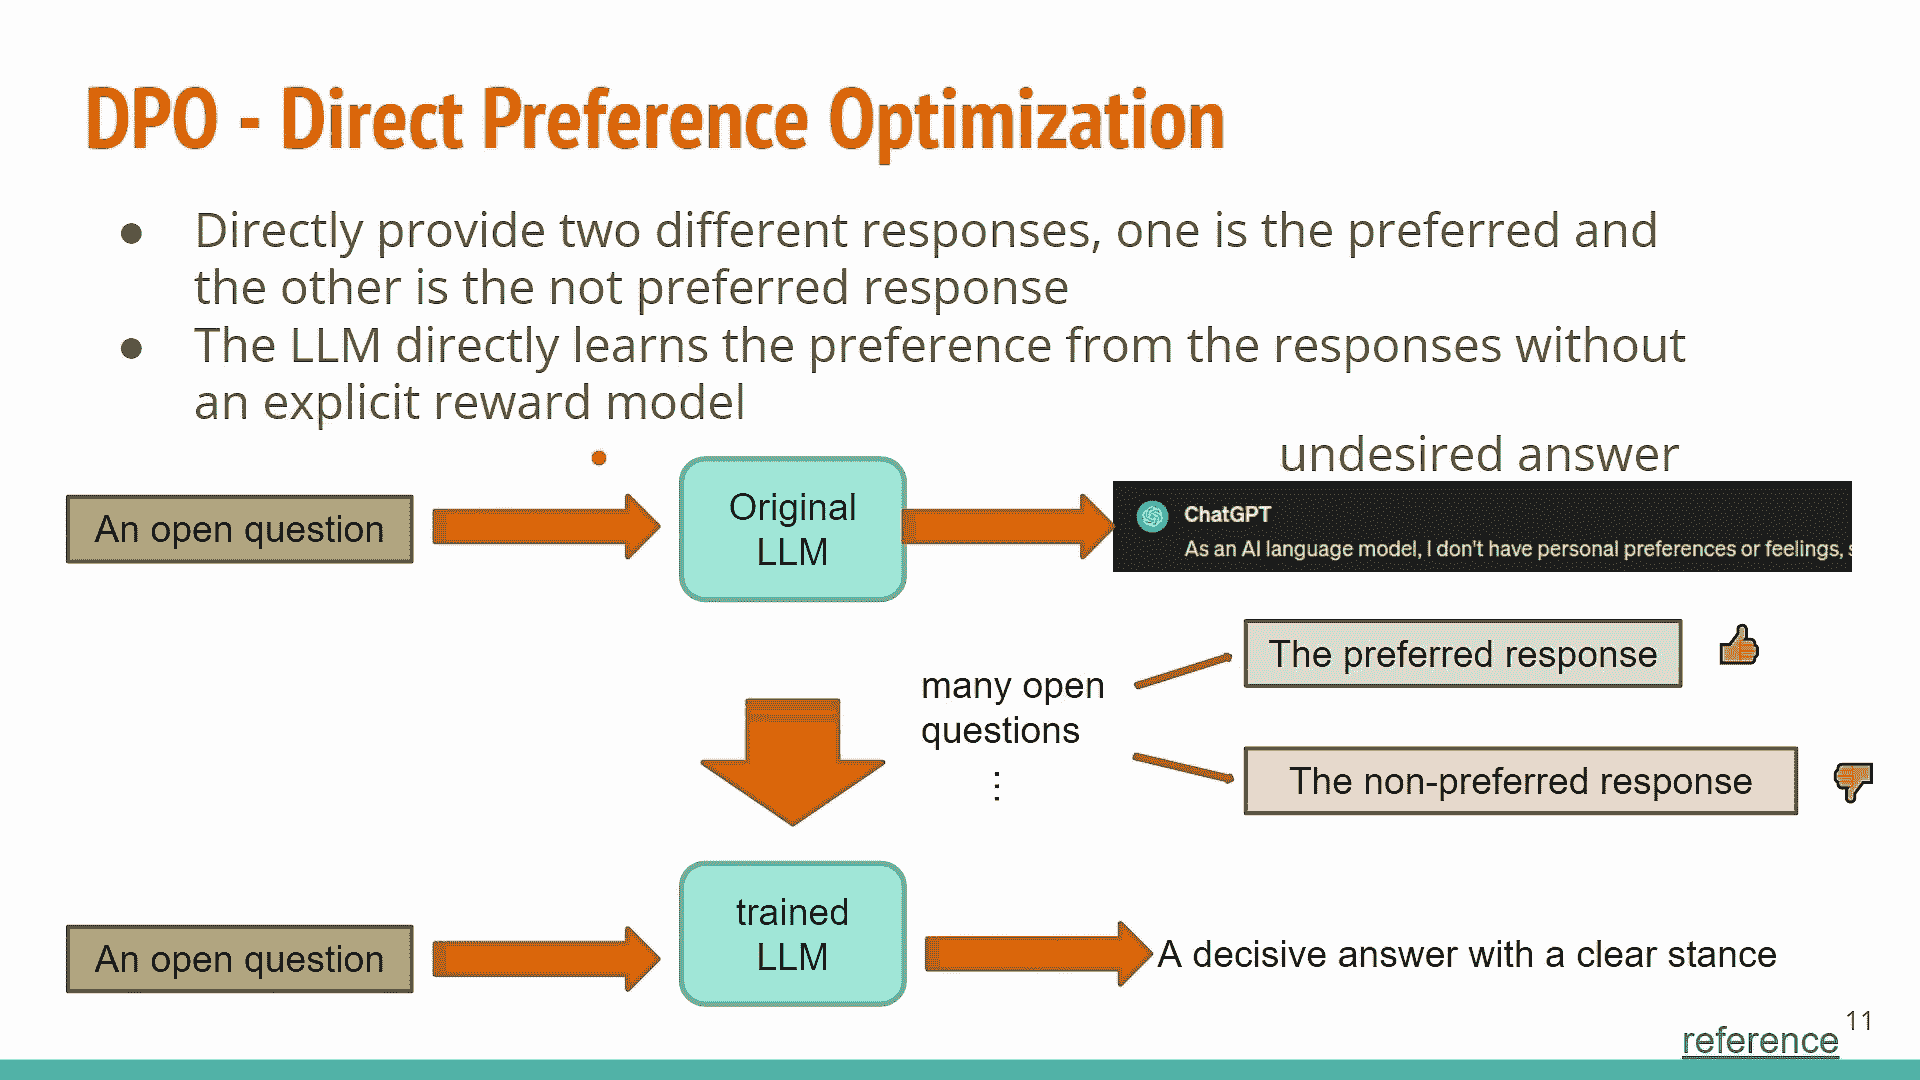 DPO - Direct Preference Optimization
● Directly provide two different responses, one is the preferred and
the other is the not preferred response
● The LLM directly learns the preference from the responses without
an explicit reward model
undesired answer
An open question
Original
LLM
ChatGPT
As an AI language model, I don't have personal preferences or feelings,
The preferred response
many open
questions
⋮
The non-preferred response
An open question
trained
LLM
A decisive answer with a clear stance
11
reference